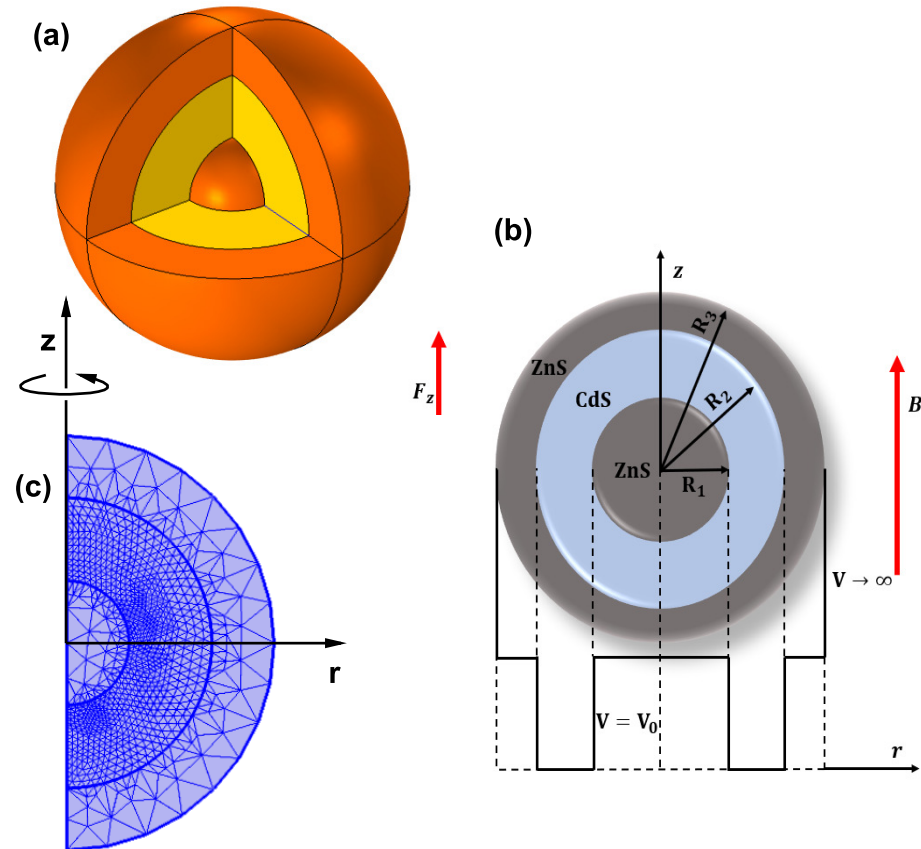 (a)
(b)
z
R₃
ZnS
CdS
R₂
ZnS
R₁
F_z
B
V → ∞
V = V₀
r
z
(c)
r